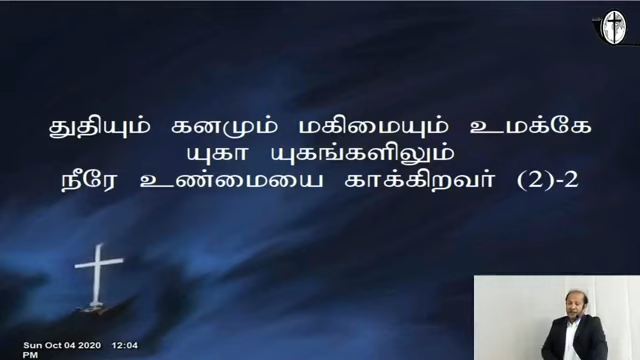 துதியும் கனமும் மகிமையும் உமக்கே
யுகா யுகங்களிலும்
நீரே உண்மையை காக்கிறவர் (2)-2
Sun Oct 04 2020 12:04
PM